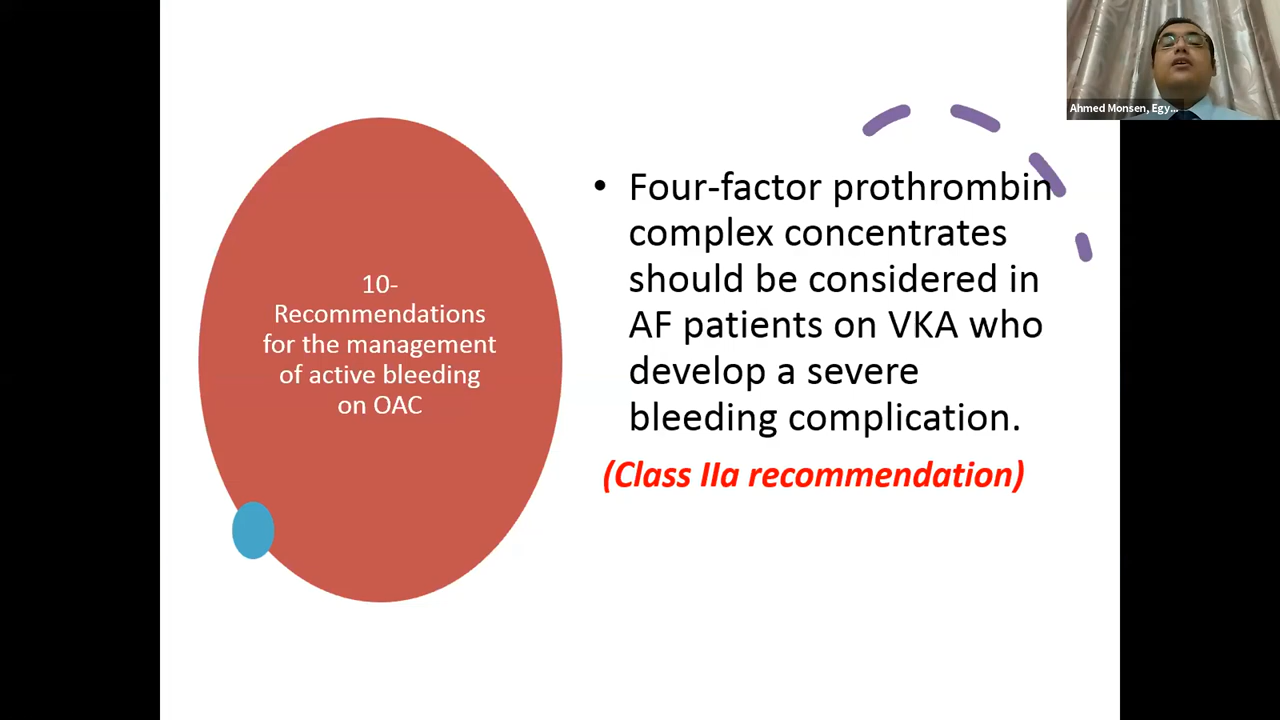 Ahmed Monsen, Egy...
10-
Recommendations
for the management
of active bleeding
on OAC
• Four-factor prothrombin
complex concentrates
should be considered in
AF patients on VKA who
develop a severe
bleeding complication.
(Class IIa recommendation)